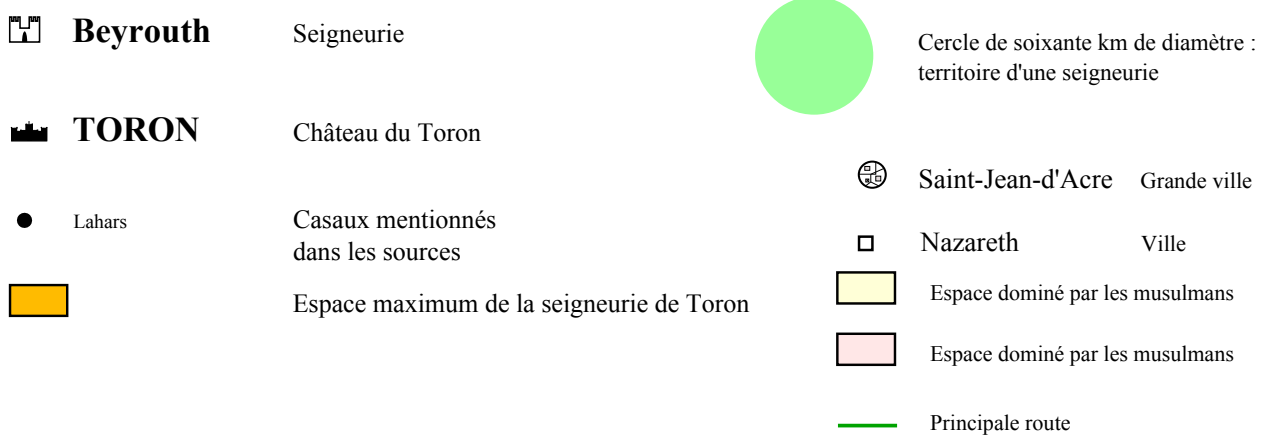 Beyrouth Seigneurie
TORON Château du Toron
Lahars Casaux mentionnés
dans les sources
Espace maximum de la seigneurie de Toron
Cercle de soixante km de diamètre :
territoire d'une seigneurie
Saint-Jean-d'Acre Grande ville
Nazareth Ville
Espace dominé par les musulmans
Espace dominé par les musulmans
Principale route